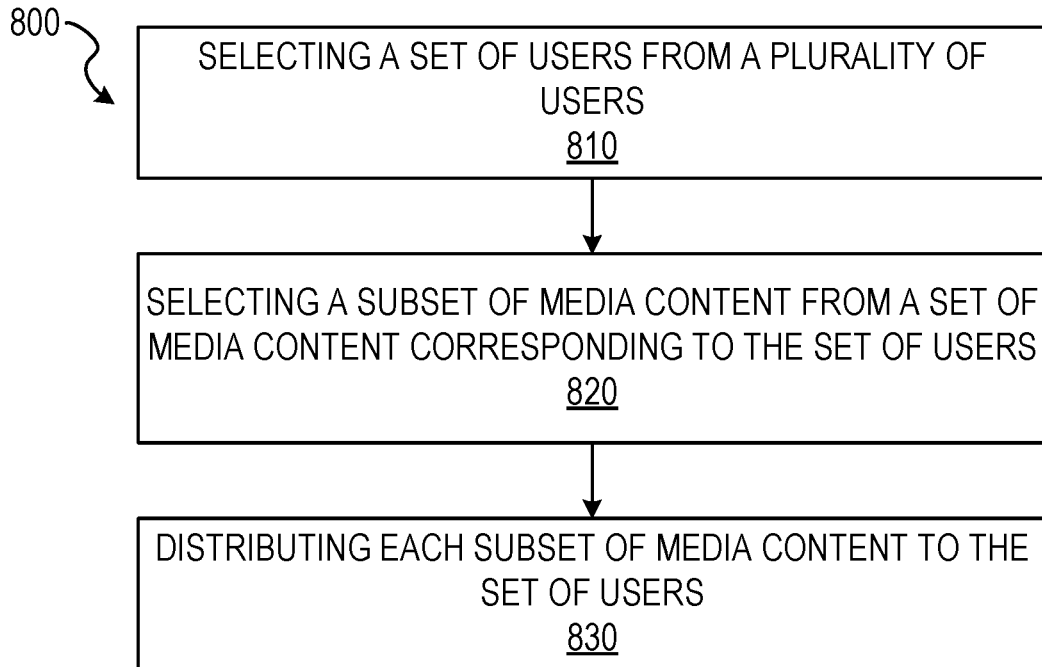 800
SELECTING A SET OF USERS FROM A PLURALITY OF
USERS
810
SELECTING A SUBSET OF MEDIA CONTENT FROM A SET OF
MEDIA CONTENT CORRESPONDING TO THE SET OF USERS
820
DISTRIBUTING EACH SUBSET OF MEDIA CONTENT TO THE
SET OF USERS
830